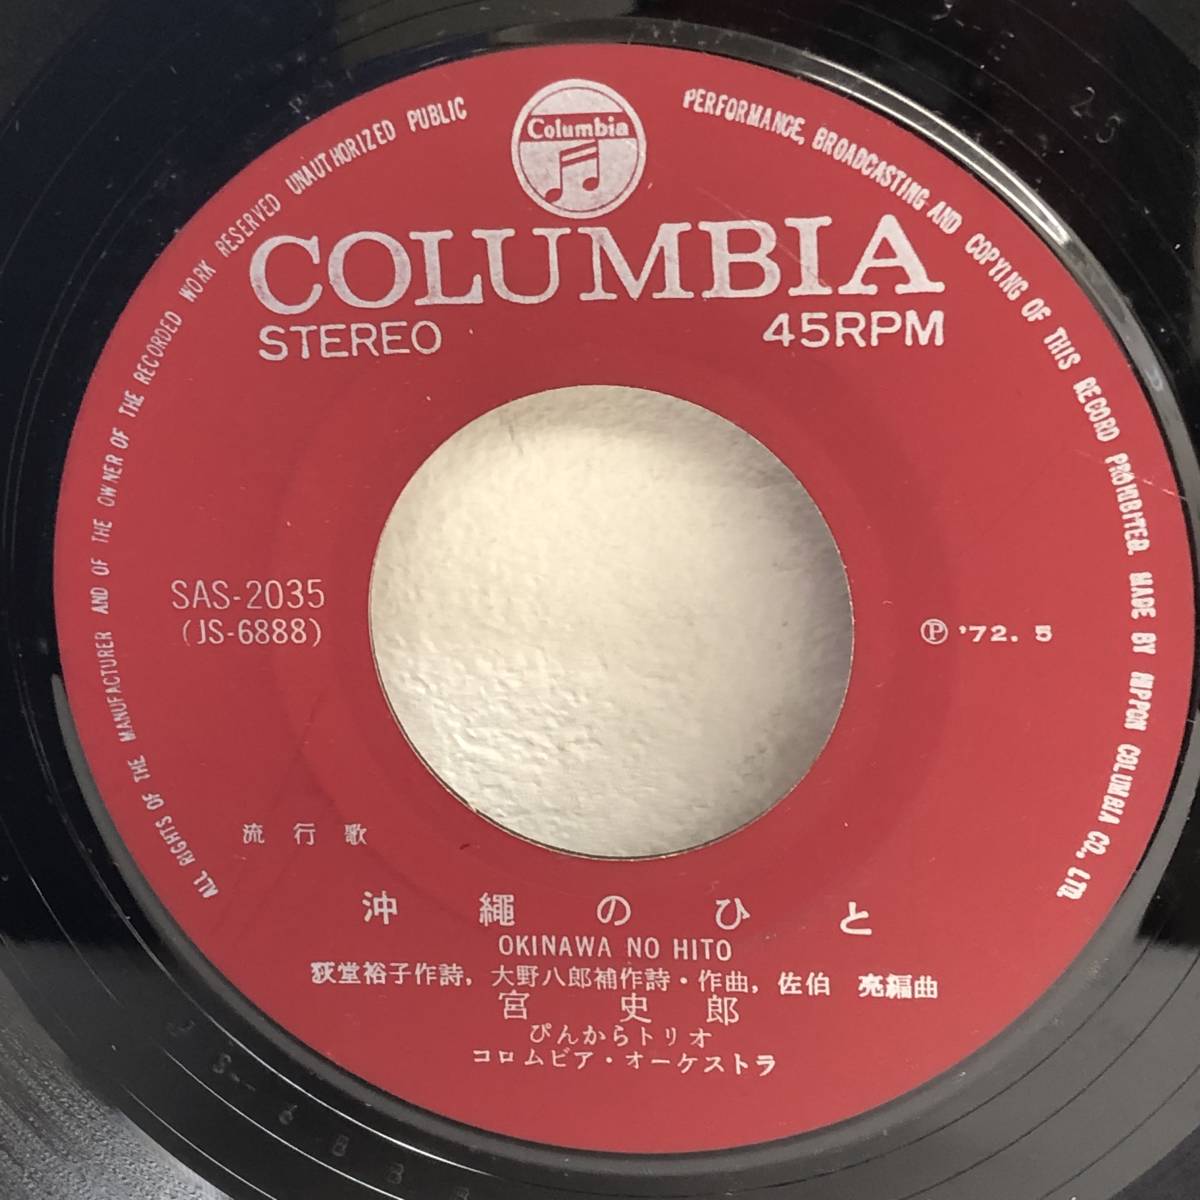 Columbia
COLUMBIA
STEREO 45RPM
SAS-2035
(JS-6888)
Ⓟ '72. 5
流行歌
沖縄のひと
OKINAWA NO HITO
荻堂裕子作詩, 大野八郎補作詩・作曲, 佐伯 亮編曲
宮 史郎
ぴんからトリオ
コロムビア・オーケストラ
ALL RIGHTS OF THE MANUFACTURER AND OF THE OWNER OF THE RECORDED WORK RESERVED UNAUTHORIZED PUBLIC PERFORMANCE, BROADCASTING AND COPYING OF THIS RECORD PROHIBITED. MADE BY NIPPON COLUMBIA CO., LTD.
25